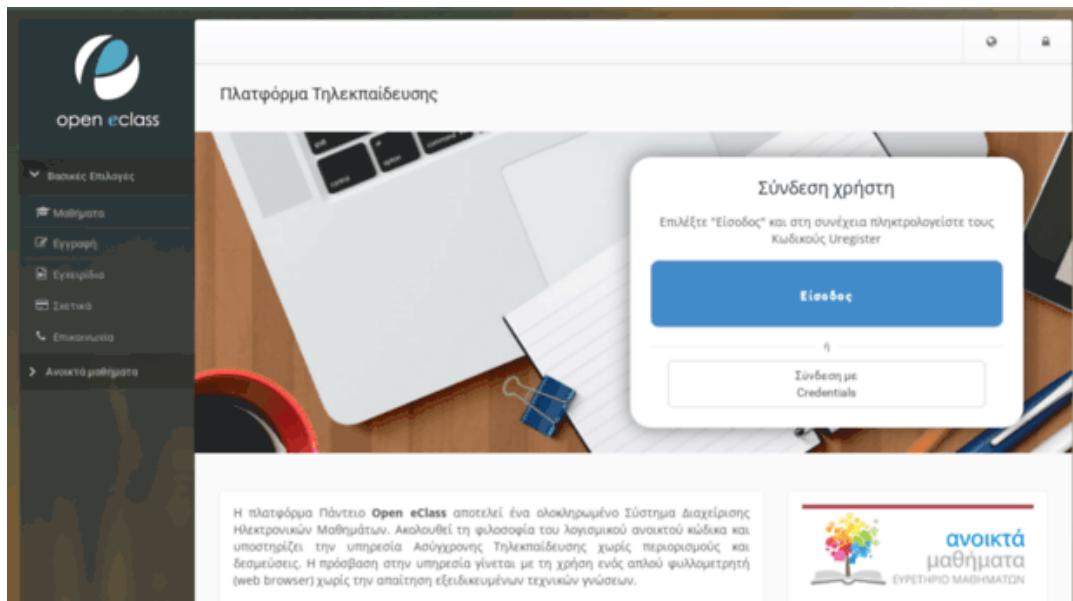 open eclass
Πλατφόρμα Τηλεκπαίδευσης
Βασικές Επιλογές
Μαθήματα
Εγγραφή
Εγχειρίδια
Σχετικά
Επικοινωνία
Ανοικτά μαθήματα
control
option
command
Σύνδεση χρήστη
Επιλέξτε "Είσοδος" και στη συνέχεια πληκτρολογείστε τους
Κωδικούς Uregister
Είσοδος
ή
Σύνδεση με
Credentials
Η πλατφόρμα Πάντειο Open eClass αποτελεί ένα ολοκληρωμένο Σύστημα Διαχείρισης
Ηλεκτρονικών Μαθημάτων. Ακολουθεί τη φιλοσοφία του λογισμικού ανοικτού κώδικα και
υποστηρίζει την υπηρεσία Ασύγχρονης Τηλεκπαίδευσης χωρίς περιορισμούς και
δεσμεύσεις. Η πρόσβαση στην υπηρεσία γίνεται με τη χρήση ενός απλού φυλλομετρητή
(web browser) χωρίς την απαίτηση εξειδικευμένων τεχνικών γνώσεων.
ανοικτά
μαθήματα
ΕΥΡΕΤΗΡΙΟ ΜΑΘΗΜΑΤΩΝ